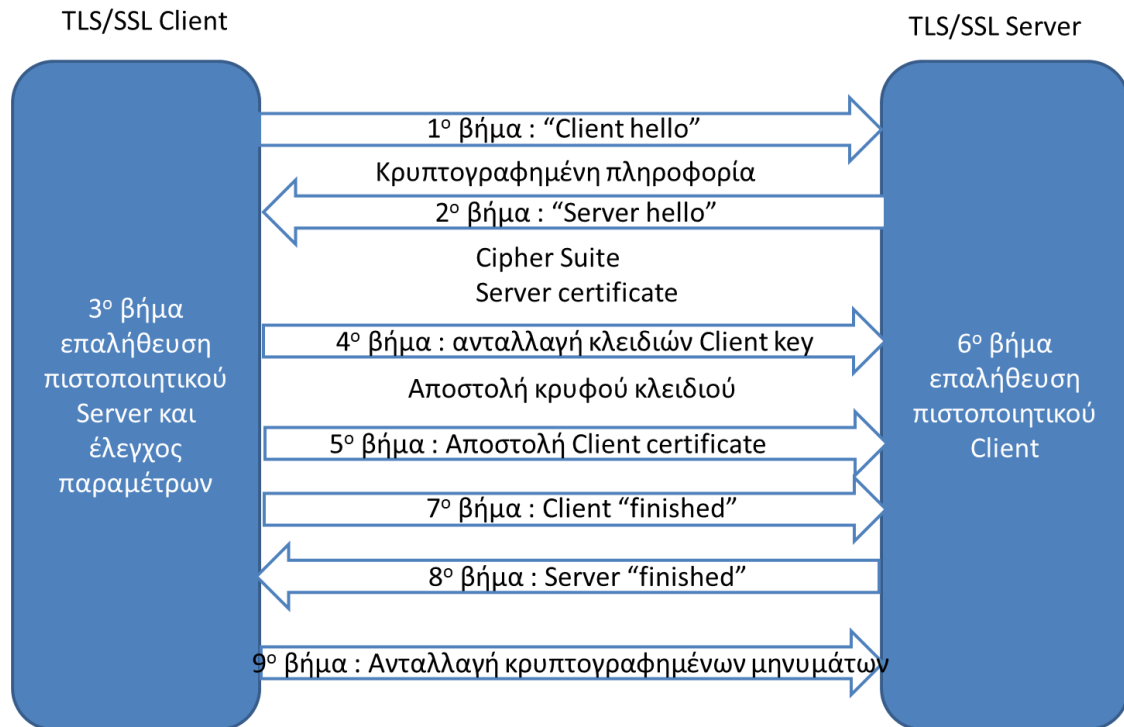 TLS/SSL Client
TLS/SSL Server
1ο βήμα : “Client hello”
Κρυπτογραφημένη πληροφορία
2ο βήμα : “Server hello”
Cipher Suite
Server certificate
3ο βήμα
επαλήθευση
πιστοποιητικού
Server και
έλεγχος
παραμέτρων
4ο βήμα : ανταλλαγή κλειδιών Client key
Αποστολή κρυφού κλειδιού
5ο βήμα : Αποστολή Client certificate
6ο βήμα
επαλήθευση
πιστοποιητικού
Client
7ο βήμα : Client “finished”
8ο βήμα : Server “finished”
9ο βήμα : Ανταλλαγή κρυπτογραφημένων μηνυμάτων